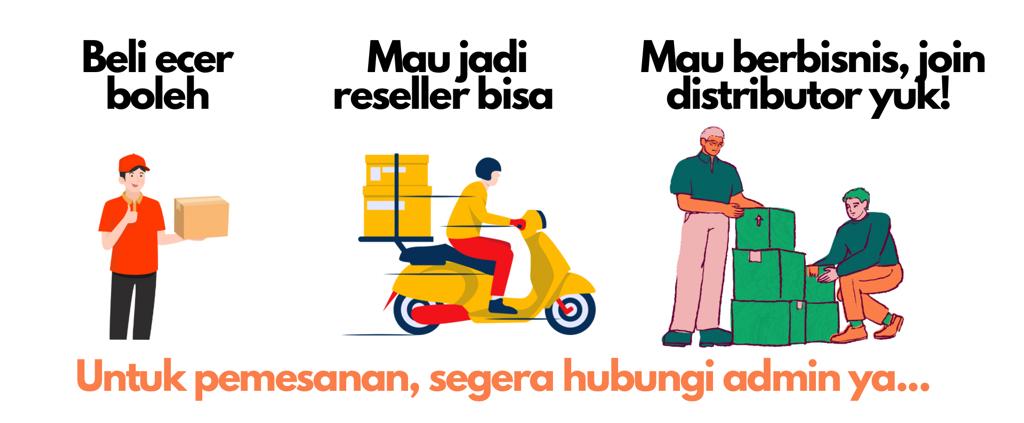 Beli ecer
boleh
Mau jadi
reseller bisa
Mau berbisnis, join
distributor yuk!
Untuk pemesanan, segera hubungi admin ya...